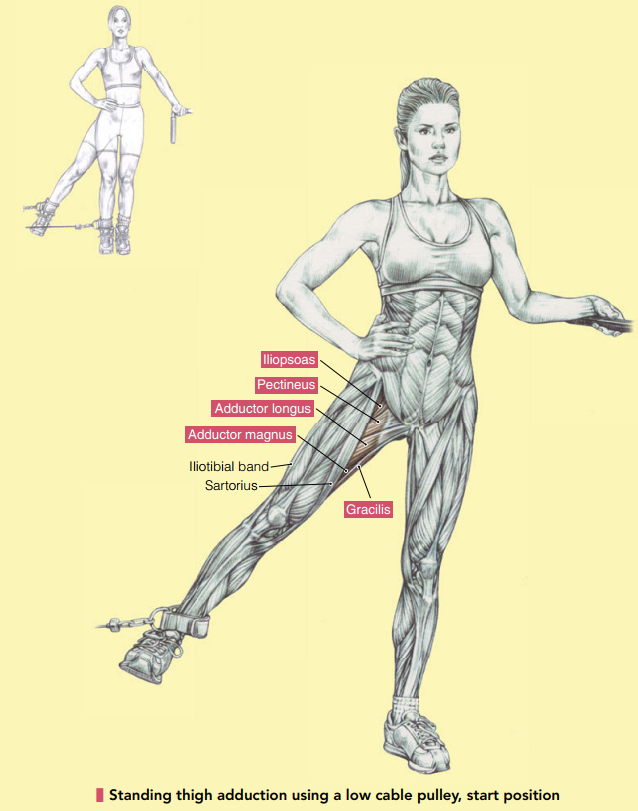 Iliopsoas
Pectineus
Adductor longus
Adductor magnus
Iliotibial band
Sartorius
Gracilis
Standing thigh adduction using a low cable pulley, start position